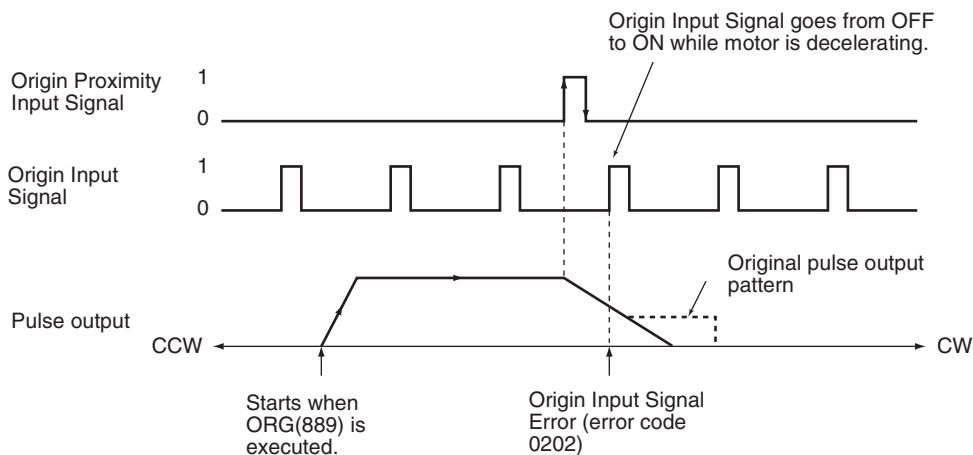 Origin Input Signal goes from OFF
to ON while motor is decelerating.
Origin Proximity
Input Signal
1
0
Origin Input
Signal
1
0
Original pulse output
pattern
Pulse output
CCW
CW
Starts when
ORG(889) is
executed.
Origin Input Signal
Error (error code
0202)